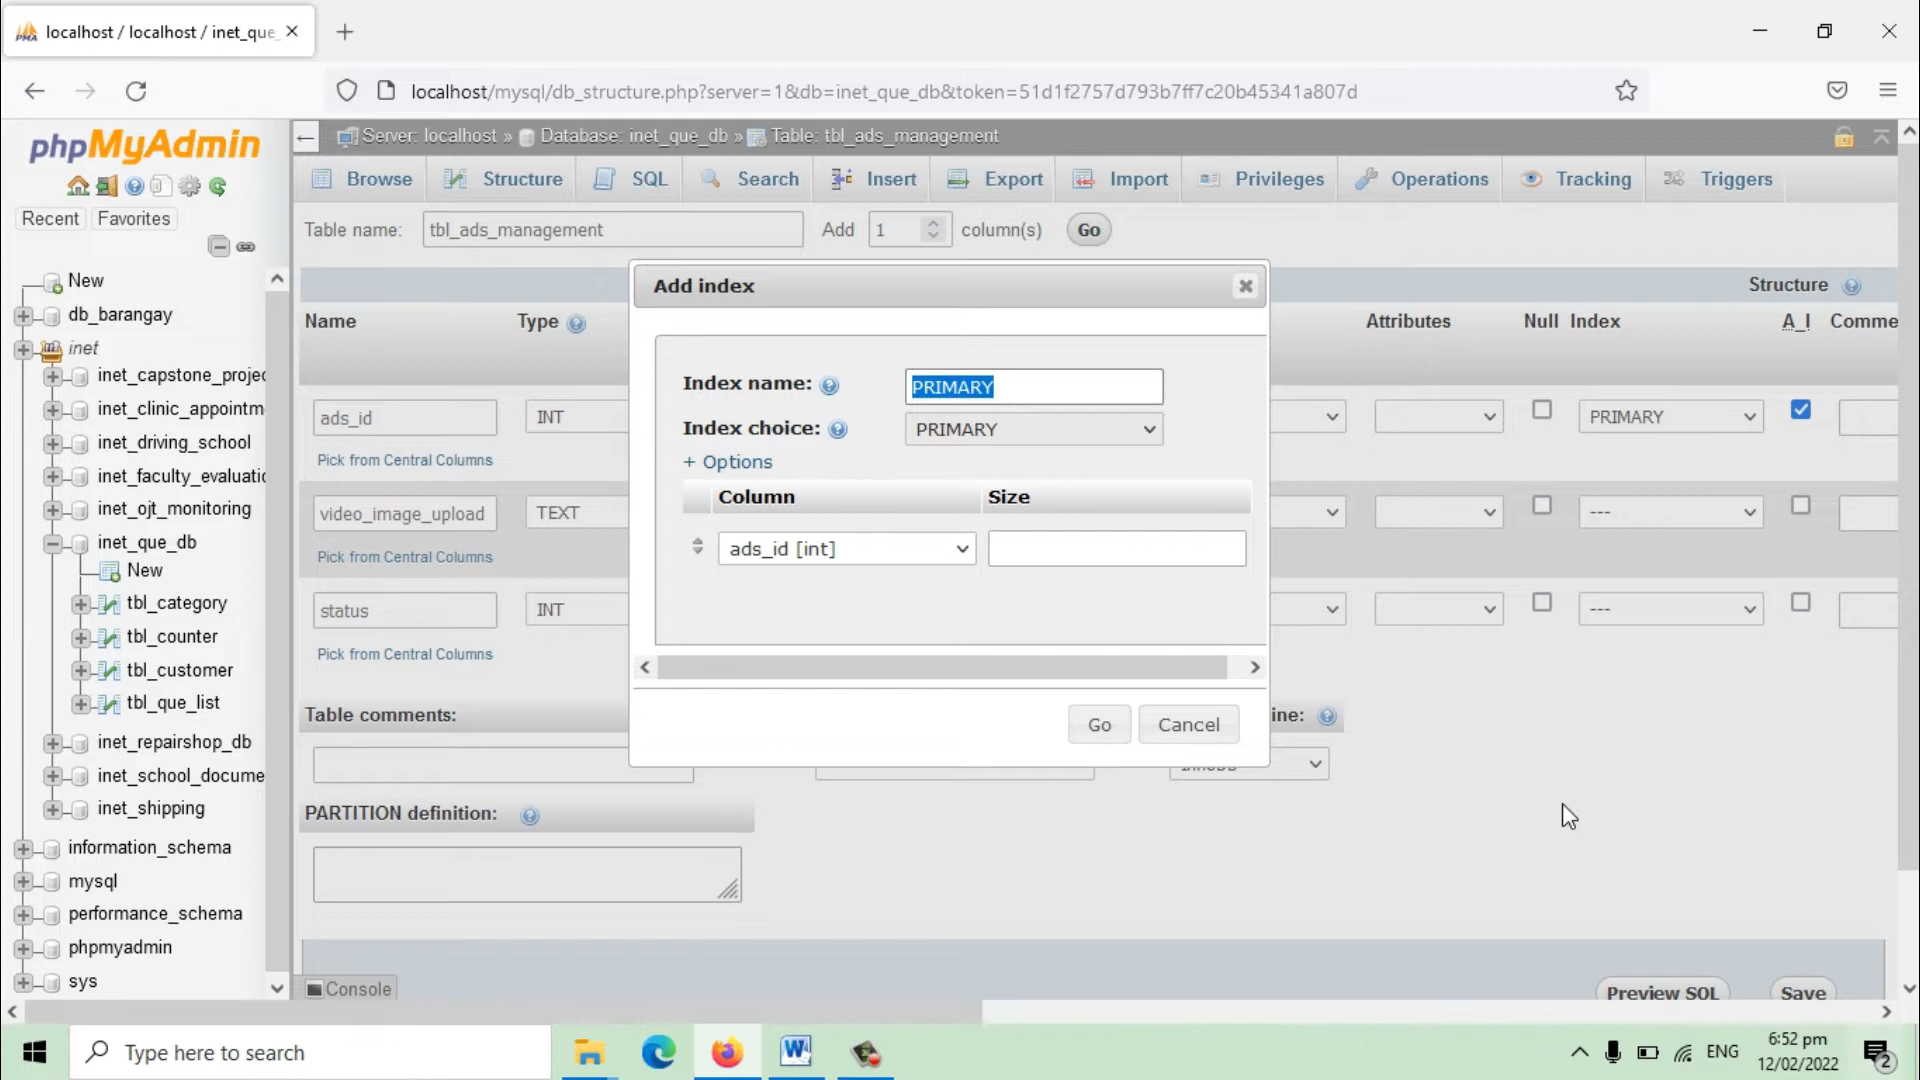 localhost / localhost / inet_que_
localhost/mysql/db_structure.php?server=1&db=inet_que_db&token=51d1f2757d793b7ff7c20b45341a807d
phpMyAdmin
Recent Favorites
New
db_barangay
inet
inet_capstone_projec
inet_clinic_appointm
inet_driving_school
inet_faculty_evaluatio
inet_ojt_monitoring
inet_que_db
New
tbl_category
tbl_counter
tbl_customer
tbl_que_list
inet_repairshop_db
inet_school_docume
inet_shipping
information_schema
mysql
performance_schema
phpmyadmin
sys
Server: localhost » Database: inet_que_db » Table: tbl_ads_management
Browse Structure SQL Search Insert Export Import Privileges Operations Tracking Triggers
Table name: tbl_ads_management Add 1 column(s) Go
Structure
Name Type Attributes Null Index A_I Comme
ads_id INT PRIMARY
Pick from Central Columns
video_image_upload TEXT ---
Pick from Central Columns
status INT ---
Pick from Central Columns
Add index
Index name: PRIMARY
Index choice: PRIMARY
+ Options
Column Size
ads_id [int]
Go Cancel
Table comments: ine:
PARTITION definition:
Console
Preview SQL Save
Type here to search
ENG
6:52 pm
12/02/2022
2